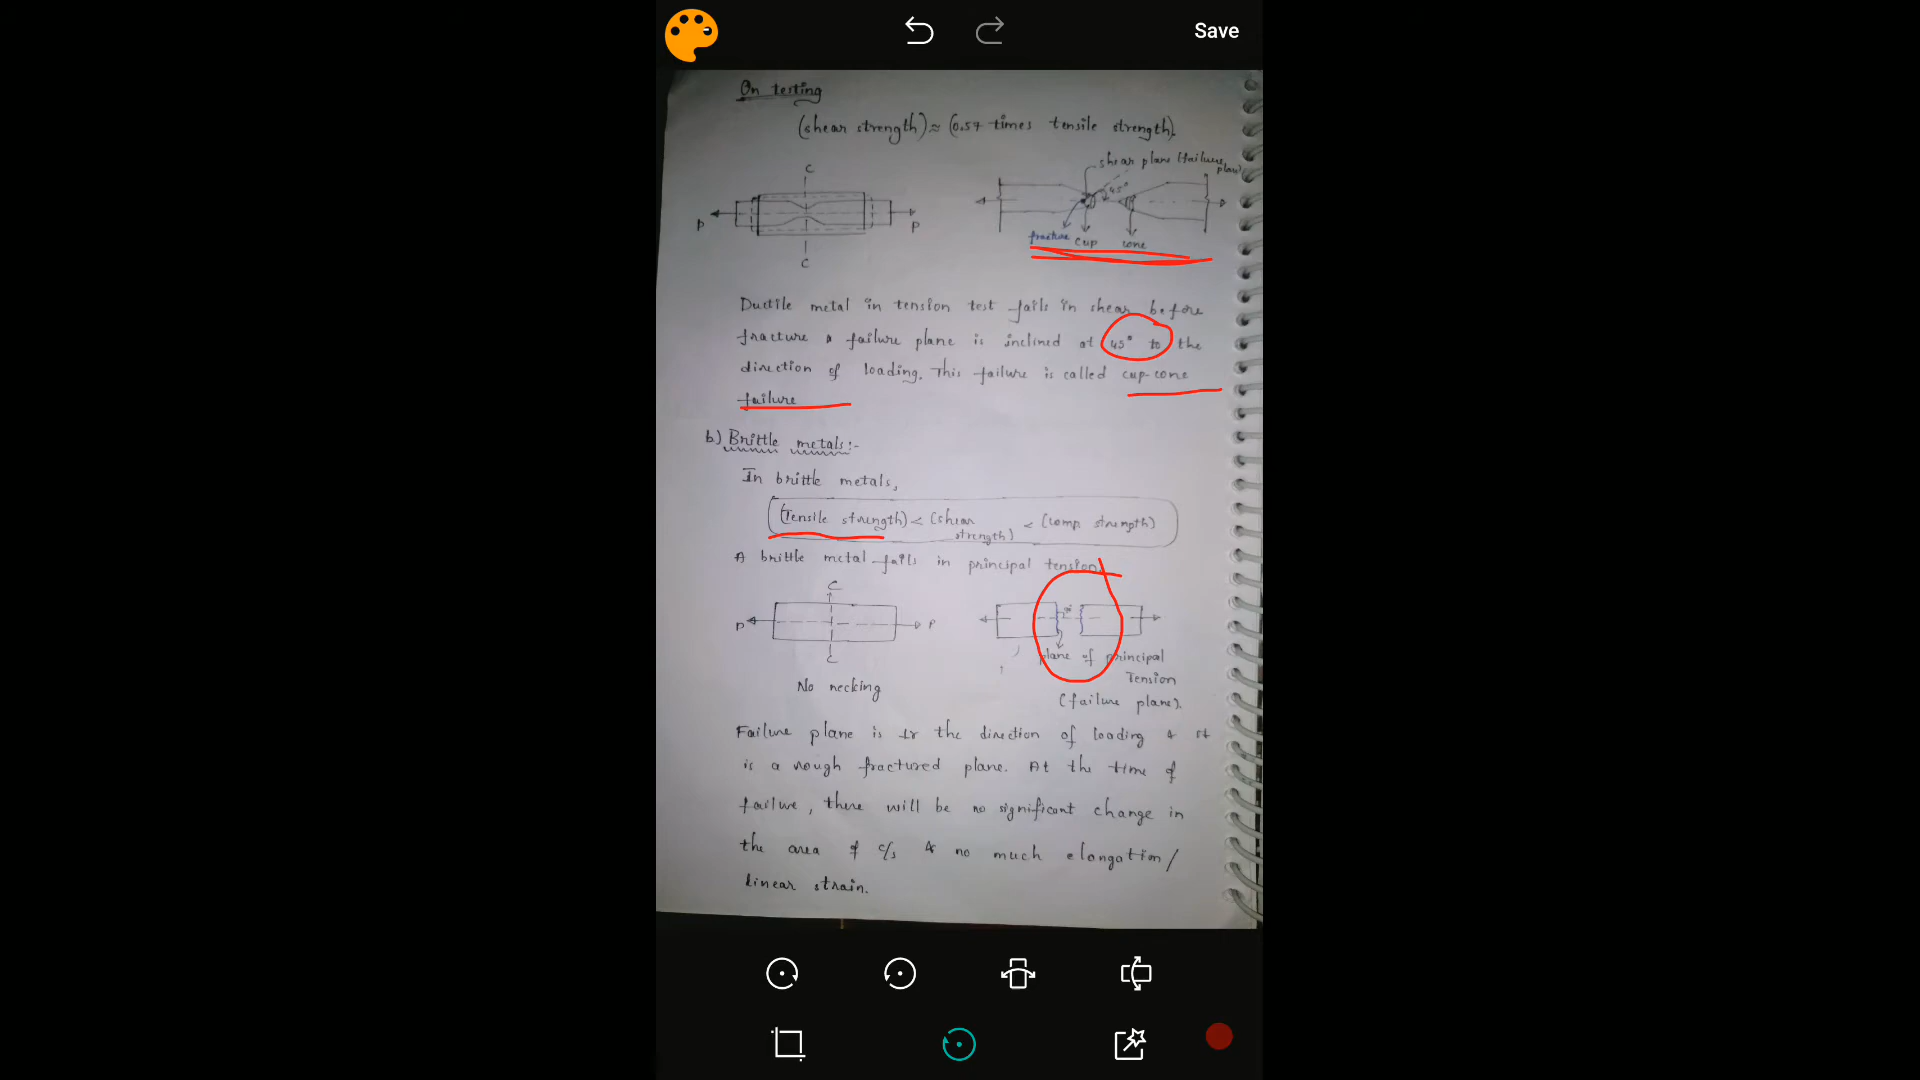 Save
On testing
(shear strength) ≈ (0.57 times tensile strength).
shear plane (failure plane)
C
45°
P
P
fracture cup cone
C
Ductile metal in tension test fails in shear before
fracture & failure plane is inclined at 45° to the
direction of loading. This failure is called cup-cone
failure
b.) Brittle metals:-
In brittle metals,
(Tensile strength) < (shear strength) < (comp strength)
A brittle metal fails in principal tension.
C
P
P
C
plane of principal
Tension
No necking
(failure plane).
Failure plane is ⊥r the direction of loading & it
is a rough fractured plane. At the time of
failure, there will be no significant change in
the area of c/s & no much elongation/
linear strain.